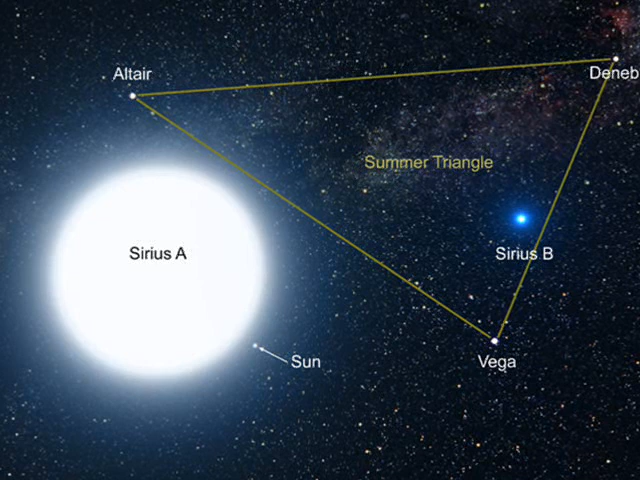 Altair
Deneb
Summer Triangle
Sirius A
Sirius B
Sun
Vega